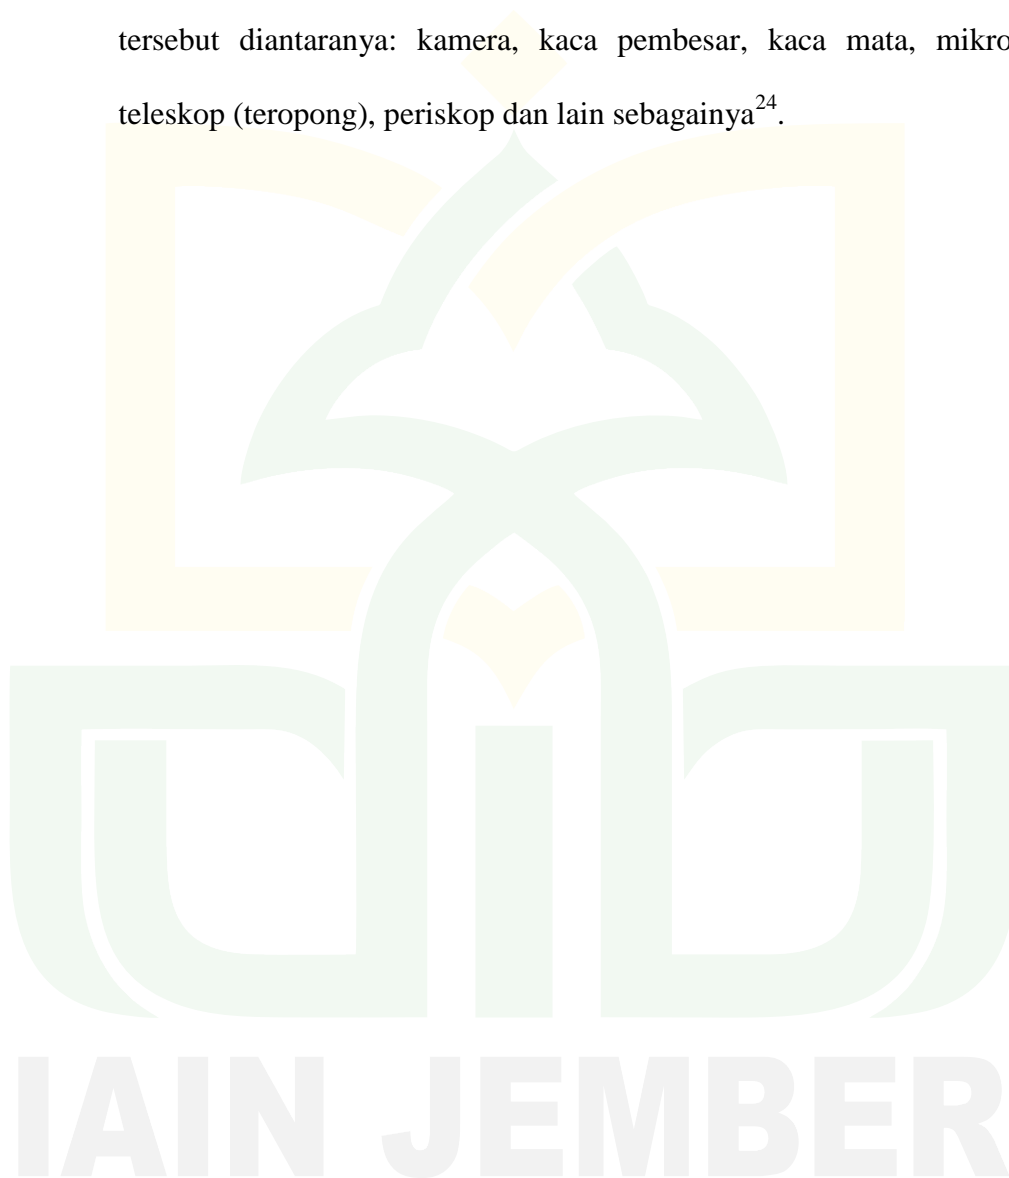 tersebut diantaranya: kamera, kaca pembesar, kaca mata, mikro
teleskop (teropong), periskop dan lain sebagainya24.
IAIN JEMBER